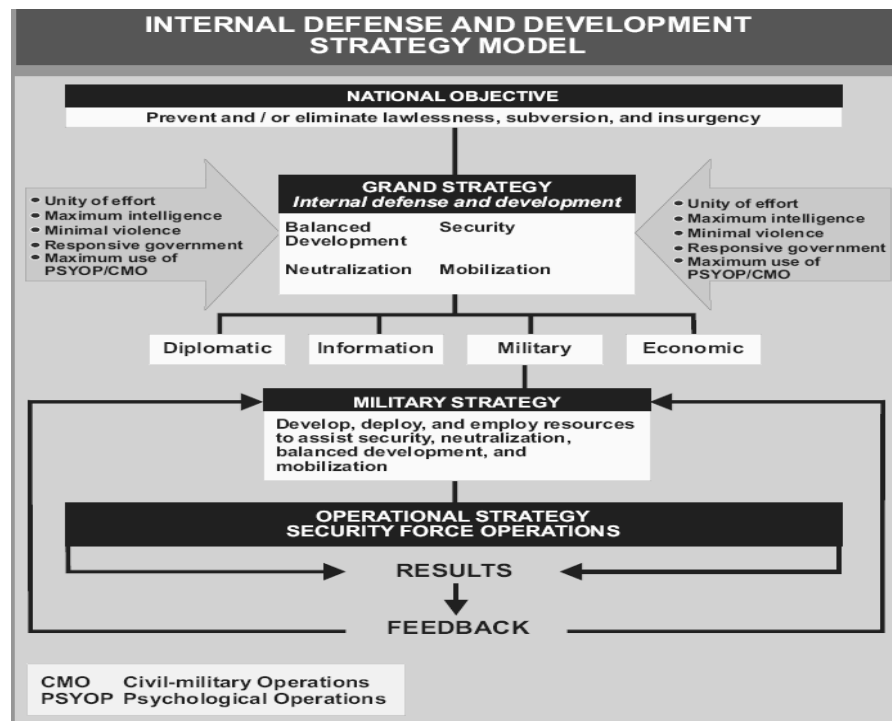 INTERNAL DEFENSE AND DEVELOPMENT
STRATEGY MODEL
NATIONAL OBJECTIVE
Prevent and / or eliminate lawlessness, subversion, and insurgency
• Unity of effort
• Maximum intelligence
• Minimal violence
• Responsive government
• Maximum use of
PSYOP/CMO
GRAND STRATEGY
Internal defense and development
Balanced
Development
Security
Neutralization
Mobilization
• Unity of effort
• Maximum intelligence
• Minimal violence
• Responsive government
• Maximum use of
PSYOP/CMO
Diplomatic
Information
Military
Economic
MILITARY STRATEGY
Develop, deploy, and employ resources
to assist security, neutralization,
balanced development, and
mobilization
OPERATIONAL STRATEGY
SECURITY FORCE OPERATIONS
RESULTS
FEEDBACK
CMO Civil-military Operations
PSYOP Psychological Operations